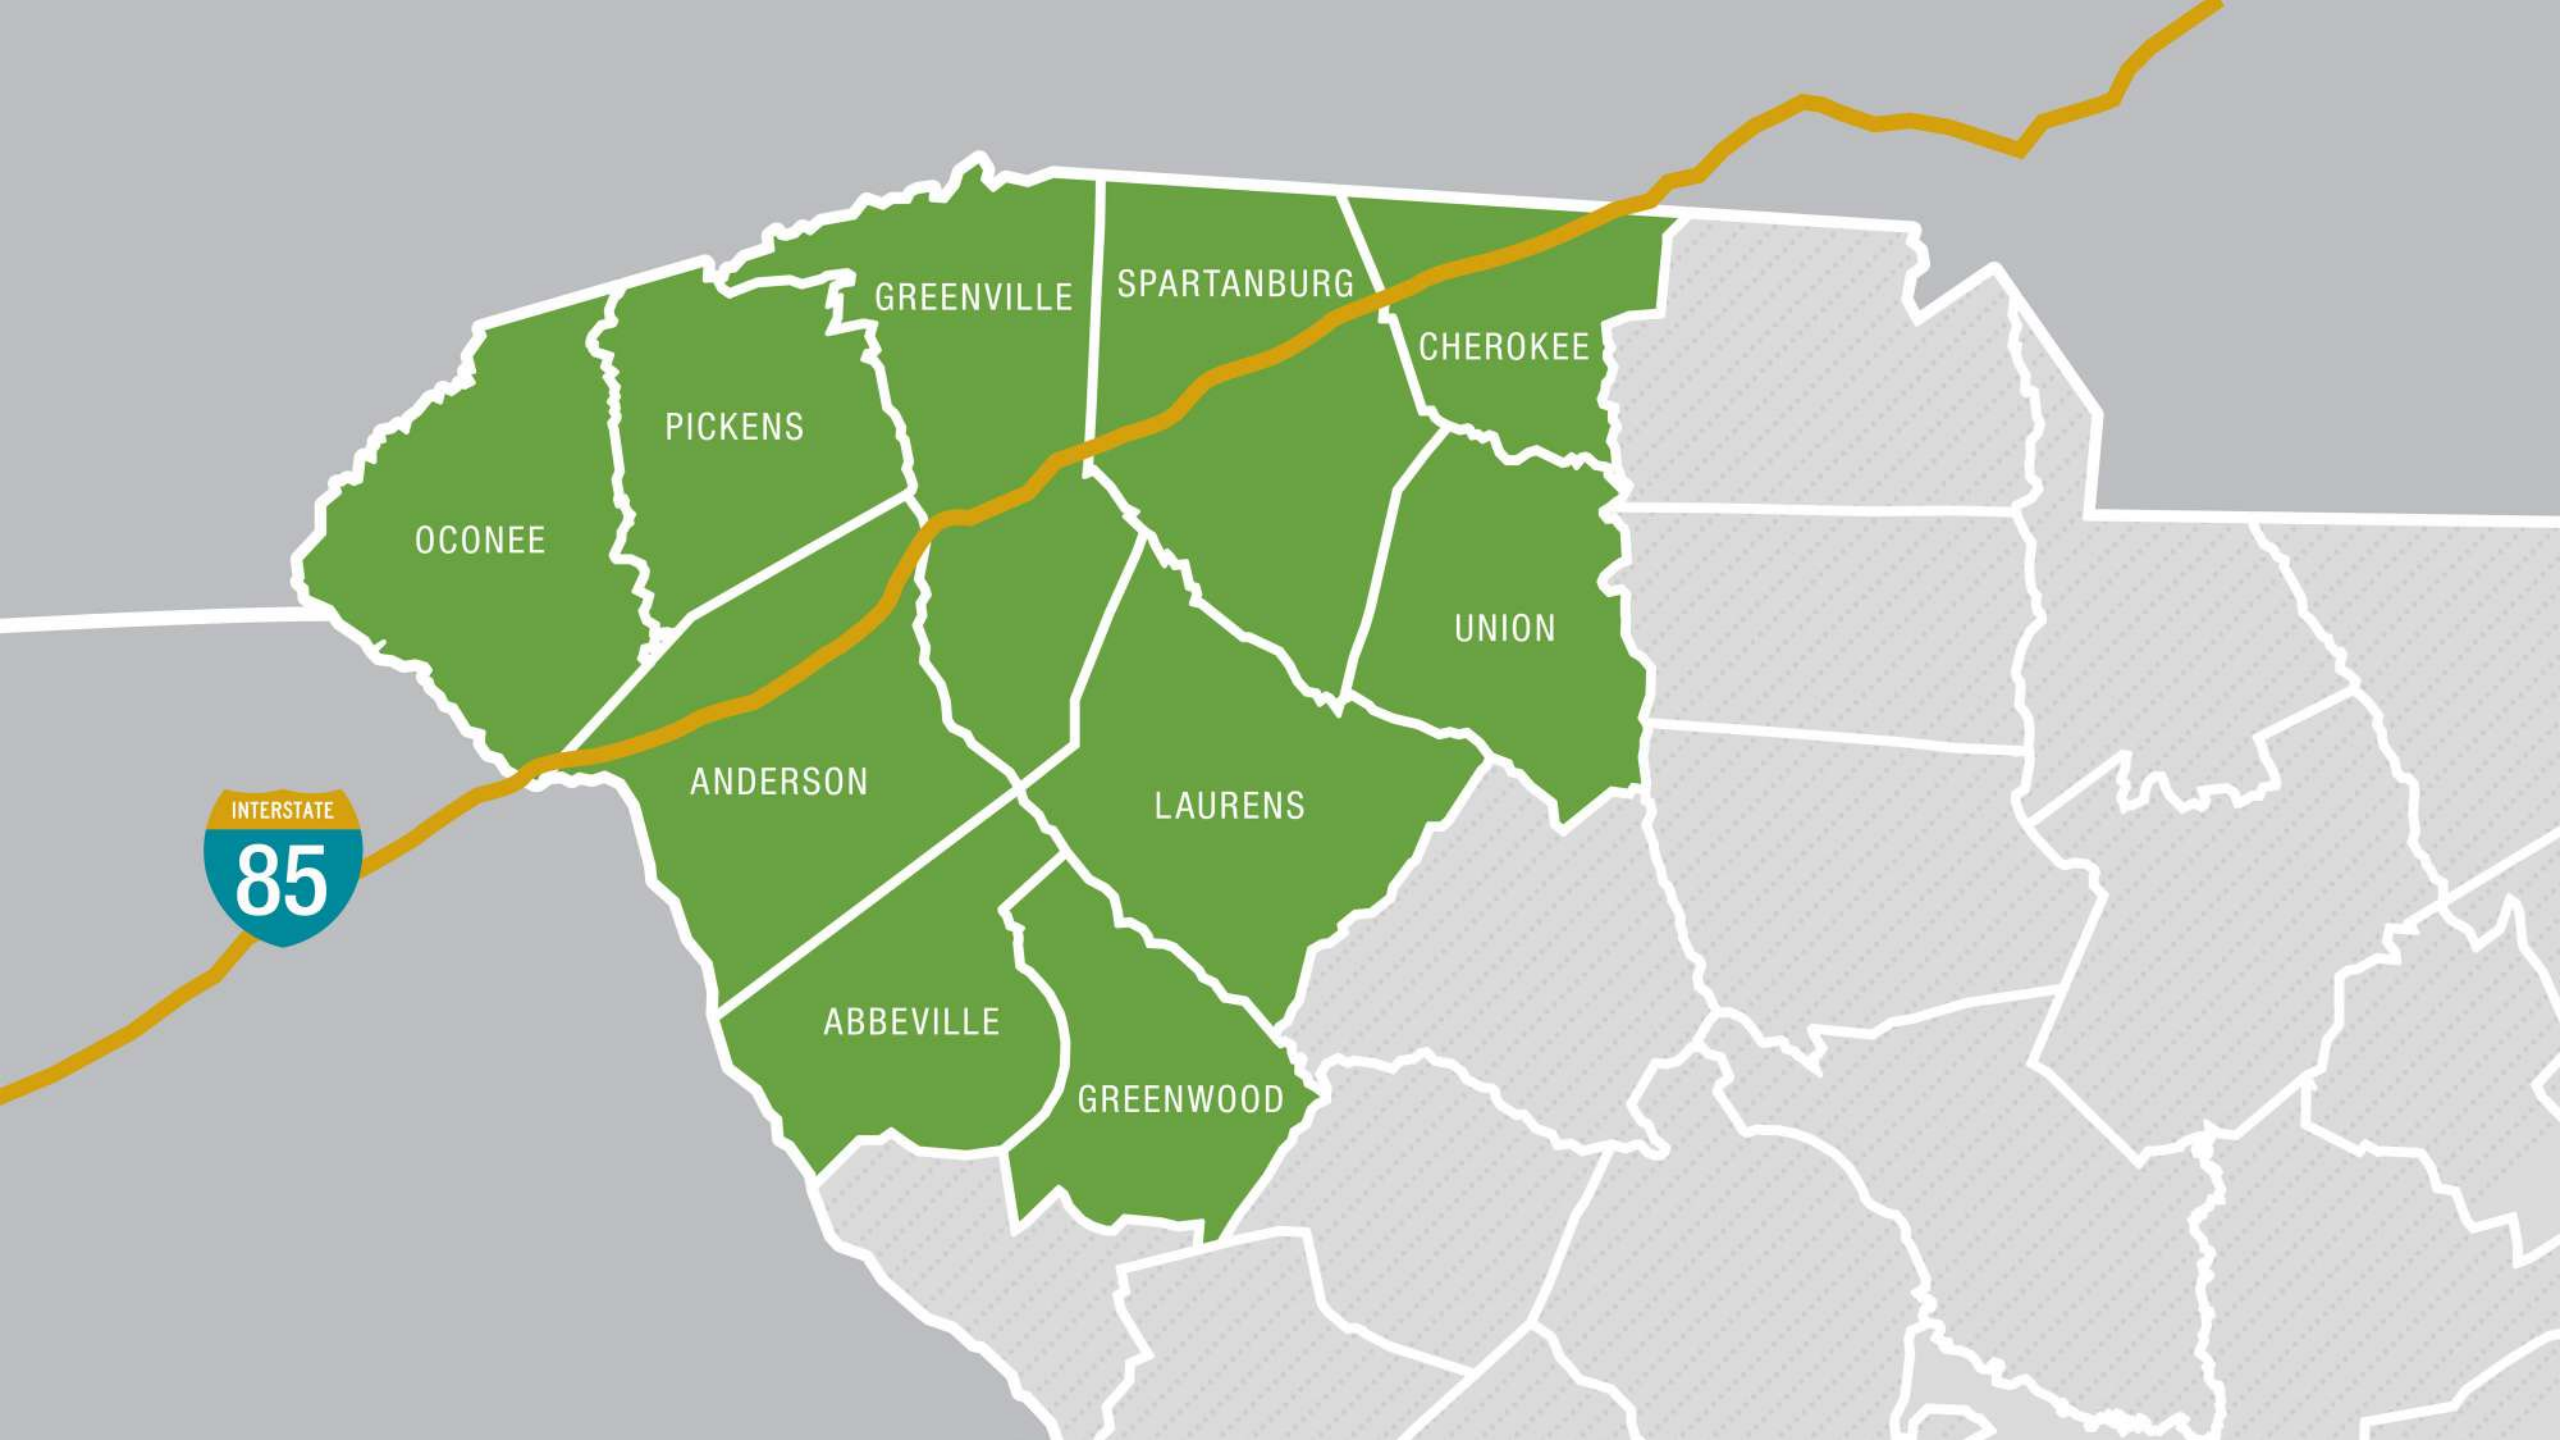 GREENVILLE
SPARTANBURG
CHEROKEE
PICKENS
OCONEE
UNION
ANDERSON
LAURENS
INTERSTATE
85
ABBEVILLE
GREENWOOD